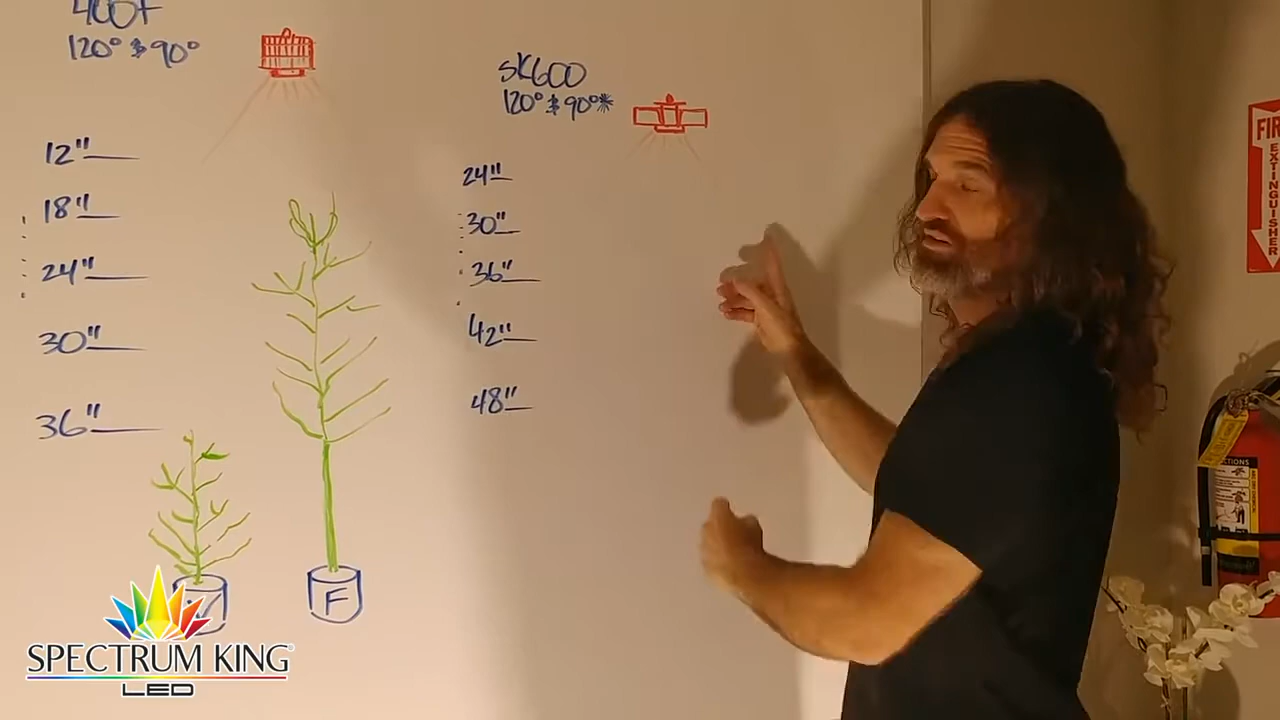 400+
120° & 90°
12"
18"
24"
30"
36"
F
SK600
120° & 90°*
24"
30"
36"
42"
48"
FIRE
EXTINGUISHER
SPECTRUM KING
LED